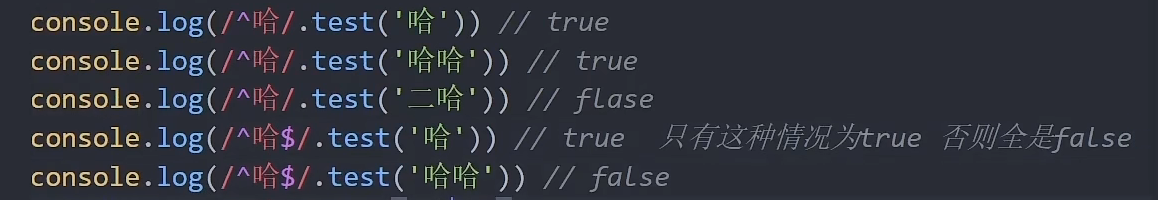 console.log(/^哈/.test('哈')) // true
console.log(/^哈/.test('哈哈')) // true
console.log(/^哈/.test('二哈')) // flase
console.log(/^哈$/.test('哈')) // true  只有这种情况为true 否则全是false
console.log(/^哈$/.test('哈哈')) // false